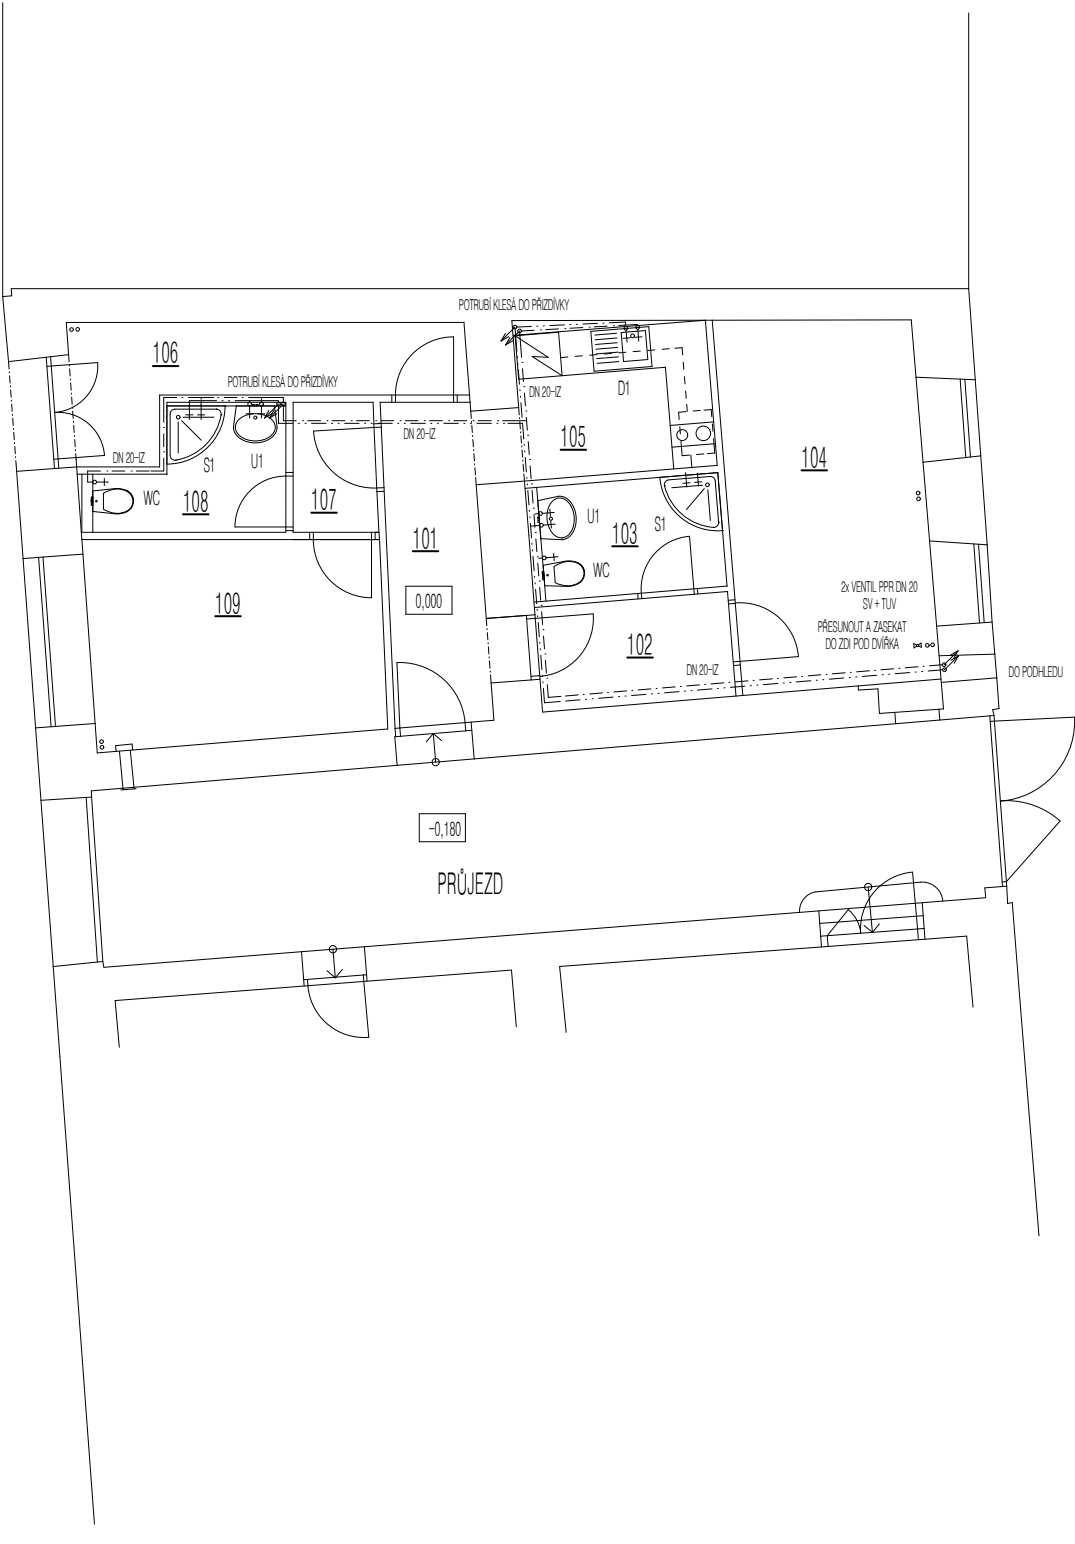 POTRUBÍ KLESÁ DO PŘIZDÍVKY
106
POTRUBÍ KLESÁ DO PŘIZDÍVKY
DN 20-IZ
D1
DN 20-IZ
105
104
DN 20-IZ
S1
U1
WC
108
107
101
U1
S1
103
WC
0,000
109
2x VENTIL PPR DN 20
SV + TUV
PŘESUNOUT A ZASEKAT
DO ZDI POD DVÍŘKA
102
DN 20-IZ
DO PODHLEDU
-0,180
PRŮJEZD